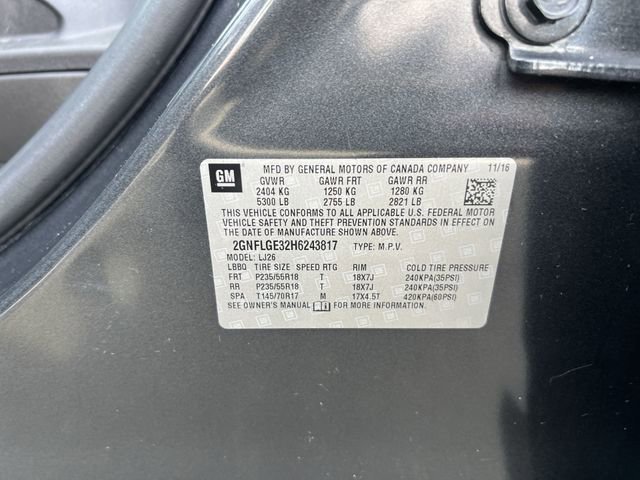 GM MFD BY GENERAL MOTORS OF CANADA COMPANY 11/16
GVWR GAWR FRT GAWR RR
2404 KG 1250 KG 1280 KG
5300 LB 2755 LB 2821 LB
THIS VEHICLE CONFORMS TO ALL APPLICABLE U.S. FEDERAL MOTOR
VEHICLE SAFETY AND THEFT PREVENTION STANDARDS IN EFFECT ON
THE DATE OF MANUFACTURE SHOWN ABOVE.
2GNFLGE32H6243817 TYPE: M.P.V.
MODEL: LJ26
LBBQ TIRE SIZE SPEED RTG RIM COLD TIRE PRESSURE
FRT P235/55R18 T 18X7J 240KPA(35PSI)
RR P235/55R18 T 18X7J 240KPA(35PSI)
SPA T145/70R17 M 17X4.5T 420KPA(60PSI)
SEE OWNER'S MANUAL FOR MORE INFORMATION.